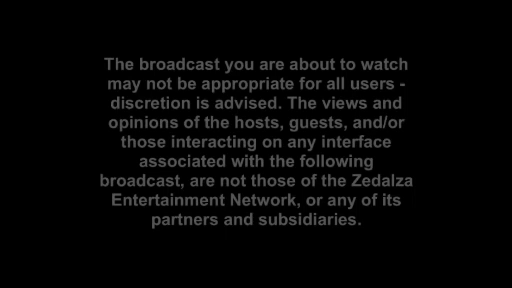 The broadcast you are about to watch
may not be appropriate for all users -
discretion is advised. The views and
opinions of the hosts, guests, and/or
those interacting on any interface
associated with the following
broadcast, are not those of the Zedalza
Entertainment Network, or any of its
partners and subsidiaries.